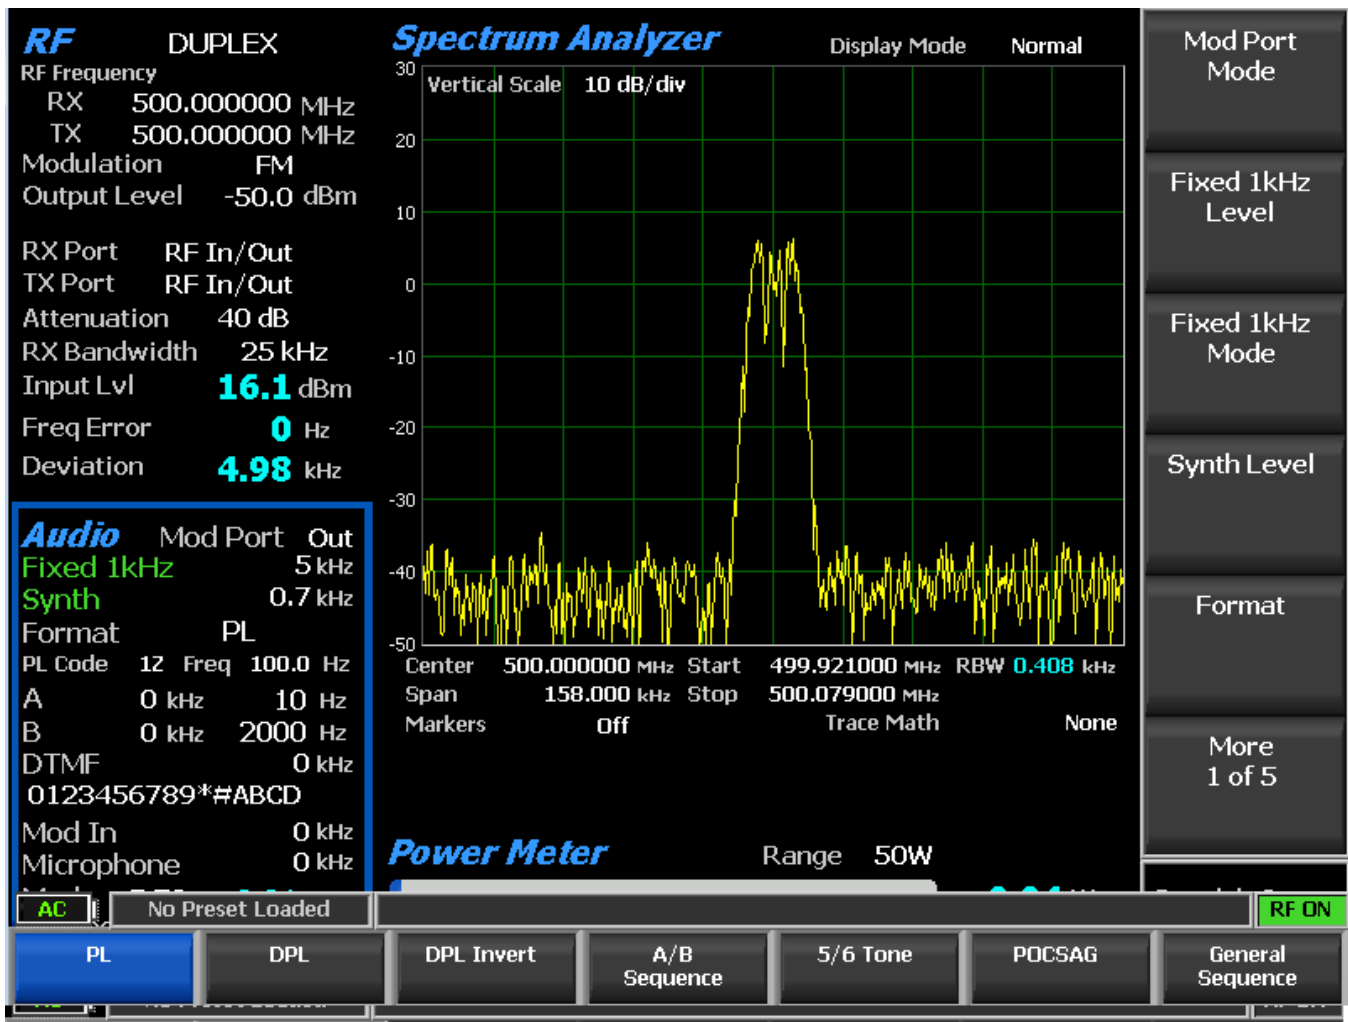 RF DUPLEX
RF Frequency
RX 500.000000 MHz
TX 500.000000 MHz
Modulation FM
Output Level -50.0 dBm
RX Port RF In/Out
TX Port RF In/Out
Attenuation 40 dB
RX Bandwidth 25 kHz
Input Lvl 16.1 dBm
Freq Error 0 Hz
Deviation 4.98 kHz
Audio Mod Port Out
Fixed 1kHz 5 kHz
Synth 0.7 kHz
Format PL
PL Code 1Z Freq 100.0 Hz
A 0 kHz 10 Hz
B 0 kHz 2000 Hz
DTMF 0 kHz
0123456789*#ABCD
Mod In 0 kHz
Microphone 0 kHz
Spectrum Analyzer Display Mode Normal
Vertical Scale 10 dB/div
30
20
10
0
-10
-20
-30
-40
-50
Center 500.000000 MHz Start 499.921000 MHz RBW 0.408 kHz
Span 158.000 kHz Stop 500.079000 MHz
Markers Off Trace Math None
Power Meter Range 50W
Mod Port
Mode
Fixed 1kHz
Level
Fixed 1kHz
Mode
Synth Level
Format
More
1 of 5
AC No Preset Loaded RF ON
PL DPL DPL Invert A/B
Sequence 5/6 Tone POCSAG General
Sequence